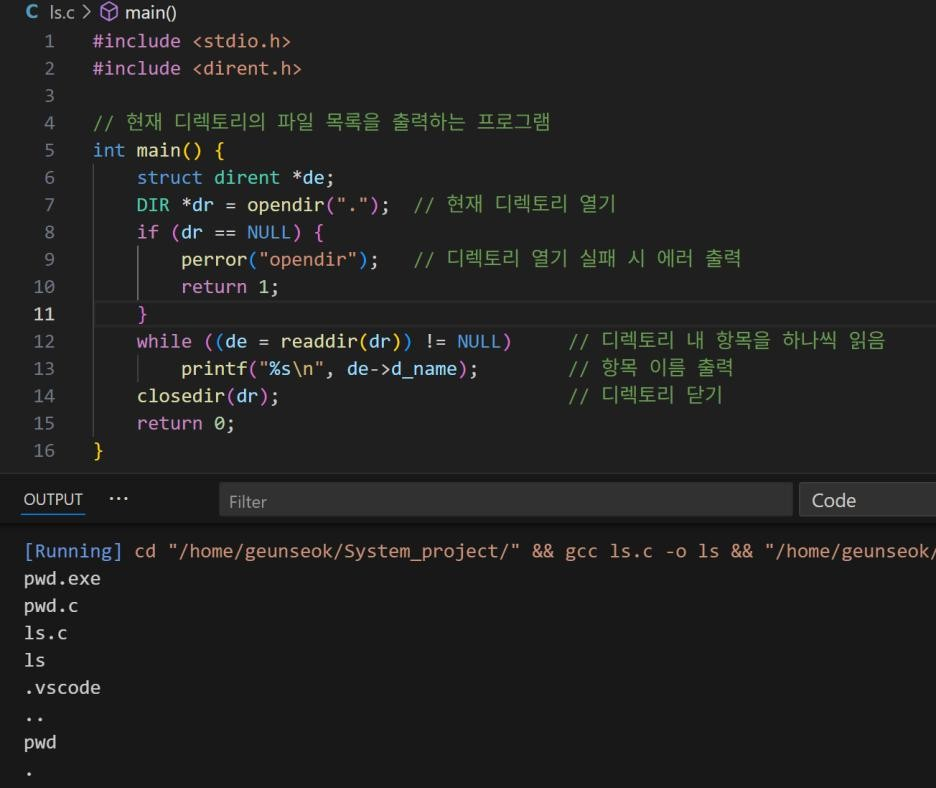 C ls.c > main()
1 #include <stdio.h>
2 #include <dirent.h>
3
4 // 현재 디렉토리의 파일 목록을 출력하는 프로그램
5 int main() {
6     struct dirent *de;
7     DIR *dr = opendir(".");  // 현재 디렉토리 열기
8     if (dr == NULL) {
9         perror("opendir");   // 디렉토리 열기 실패 시 에러 출력
10         return 1;
11     }
12     while ((de = readdir(dr)) != NULL)     // 디렉토리 내 항목을 하나씩 읽음
13         printf("%s\n", de->d_name);        // 항목 이름 출력
14     closedir(dr);                          // 디렉토리 닫기
15     return 0;
16 }
OUTPUT ··· Filter Code
[Running] cd "/home/geunseok/System_project/" && gcc ls.c -o ls && "/home/geunseok/
pwd.exe
pwd.c
ls.c
ls
.vscode
..
pwd
.